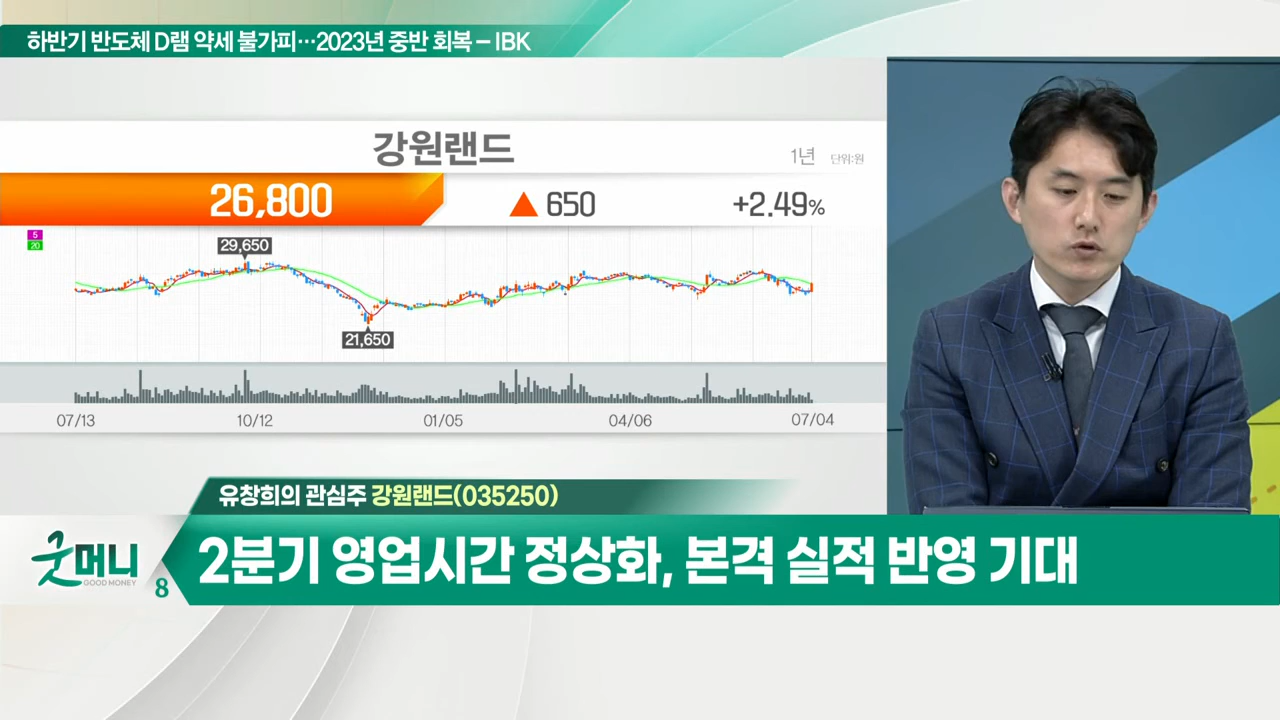 하반기 반도체 D램 약세 불가피…2023년 중반 회복 – IBK
강원랜드
1년 단위:원
26,800 ▲ 650 +2.49%
5
20
29,650
21,650
07/13 10/12 01/05 04/06 07/04
유창희의 관심주 강원랜드(035250)
2분기 영업시간 정상화, 본격 실적 반영 기대
굿머니
GOOD MONEY
8